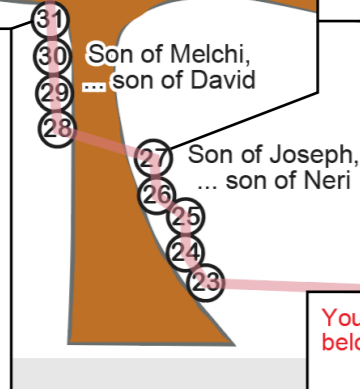 31
30 Son of Melchi,
29 ... son of David
28
27 Son of Joseph,
26 ... son of Neri
25
24
23
You
belo